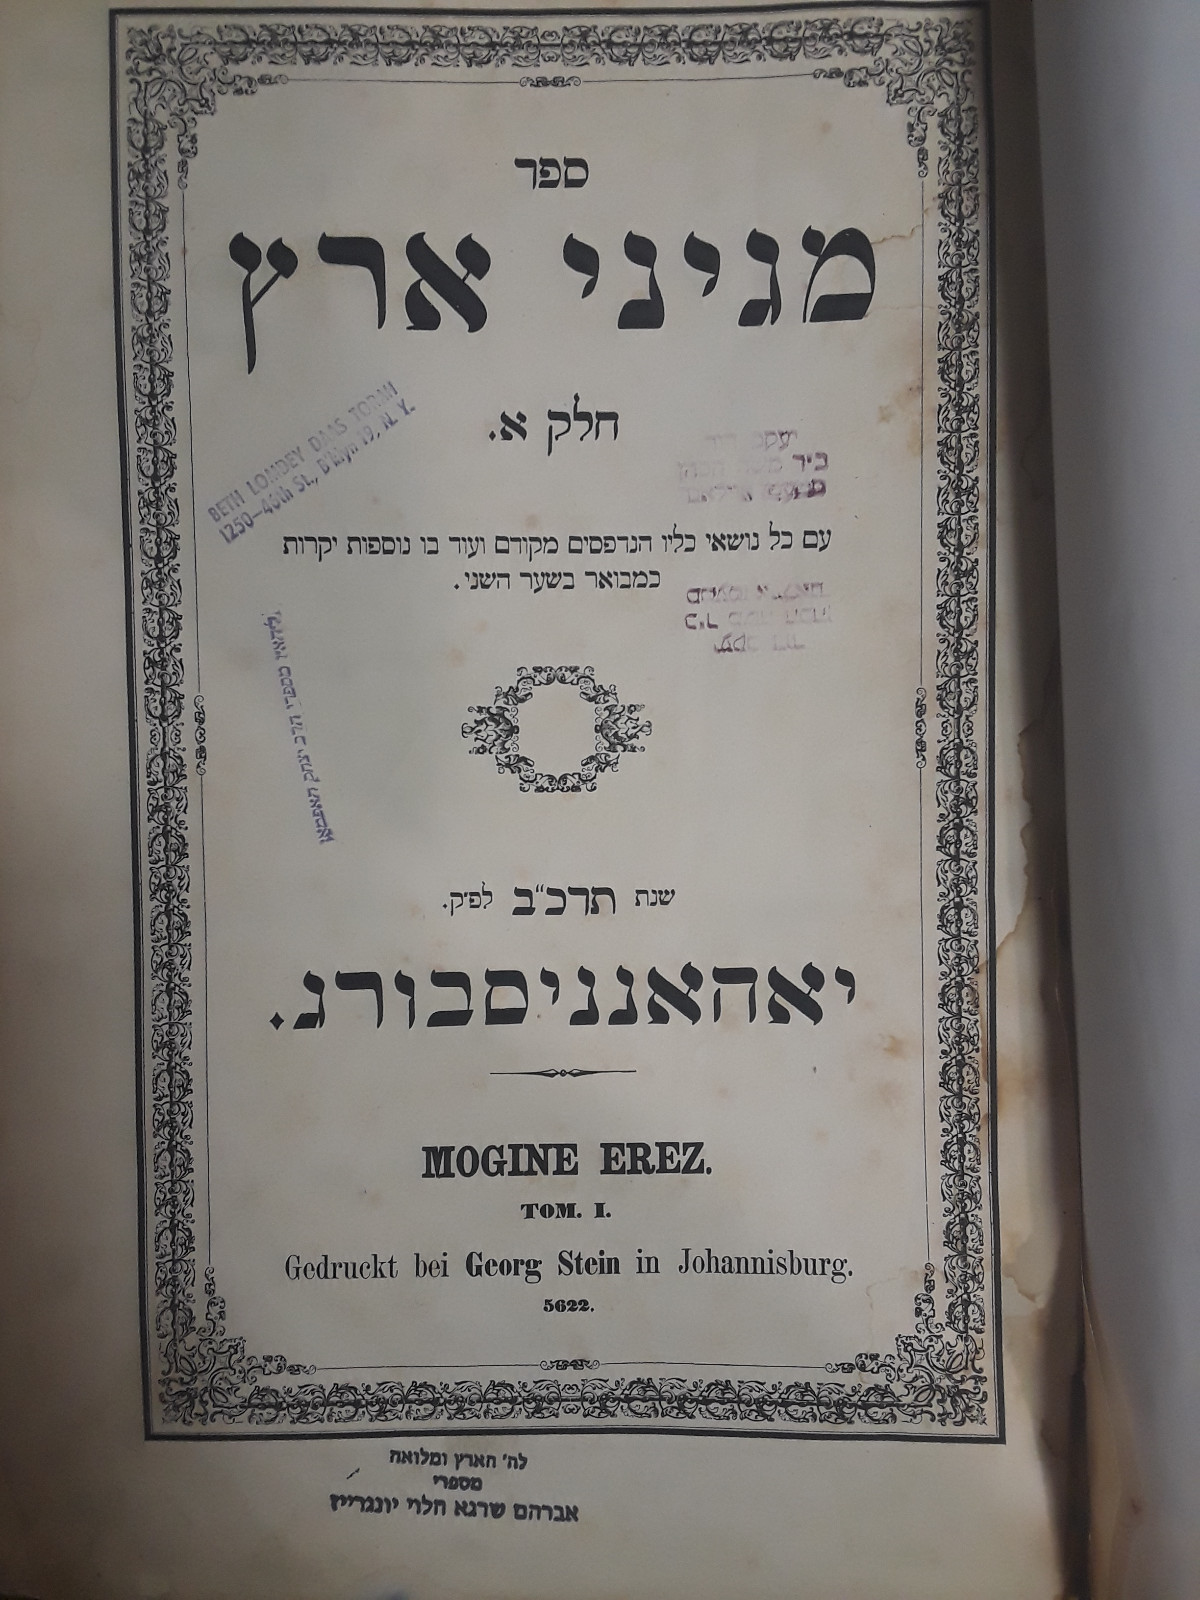 ספר
מגיני ארץ
חלק א.
BETH LOMDEY DAAS TORAH
1250-40th St., B'klyn 19, N. Y.
עם כל נושאי כליו הנדפסים מקודם ועוד בו נוספות יקרות
כמבואר בשער השני.
שנת תרכ״ב לפ״ק.
יאהאנניסבורג.
MOGINE EREZ.
TOM. I.
Gedruckt bei Georg Stein in Johannisburg.
5622.
לה' הארץ ומלואה
מספרי
אברהם שרגא הלוי יונגרייז